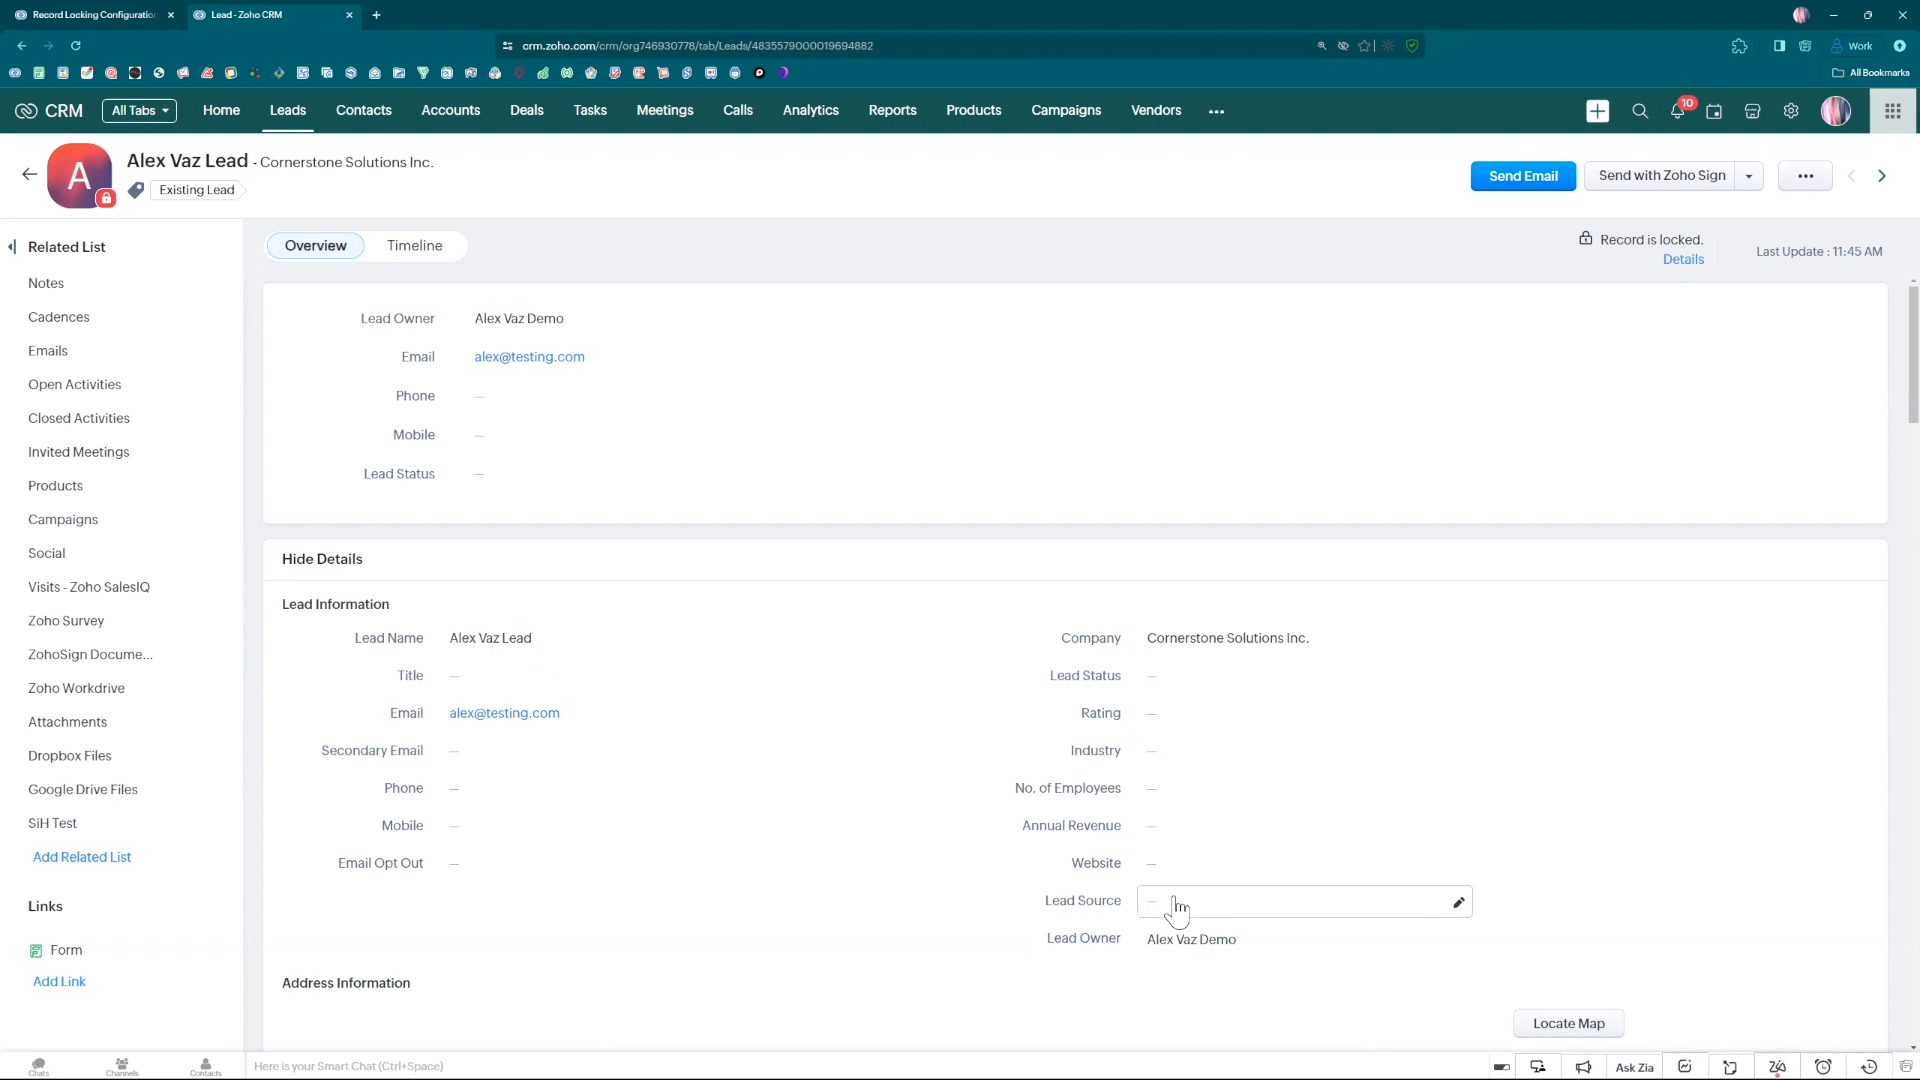 Record Locking Configuratio
Lead - Zoho CRM
crm.zoho.com/crm/org746930778/tab/Leads/4835579000019694882
Work
All Bookmarks
CRM
All Tabs
Home
Leads
Contacts
Accounts
Deals
Tasks
Meetings
Calls
Analytics
Reports
Products
Campaigns
Vendors
10
A
Alex Vaz Lead - Cornerstone Solutions Inc.
Existing Lead
Send Email
Send with Zoho Sign
Related List
Notes
Cadences
Emails
Open Activities
Closed Activities
Invited Meetings
Products
Campaigns
Social
Visits - Zoho SalesIQ
Zoho Survey
ZohoSign Docume...
Zoho Workdrive
Attachments
Dropbox Files
Google Drive Files
SiH Test
Add Related List
Links
Form
Add Link
Overview
Timeline
Record is locked.
Details
Last Update : 11:45 AM
Lead Owner Alex Vaz Demo
Email alex@testing.com
Phone —
Mobile —
Lead Status —
Hide Details
Lead Information
Lead Name Alex Vaz Lead
Company Cornerstone Solutions Inc.
Title —
Lead Status —
Email alex@testing.com
Rating —
Secondary Email —
Industry —
Phone —
No. of Employees —
Mobile —
Annual Revenue —
Email Opt Out —
Website —
Lead Source —
Lead Owner Alex Vaz Demo
Address Information
Locate Map
Chats
Channels
Contacts
Here is your Smart Chat (Ctrl+Space)
Ask Zia